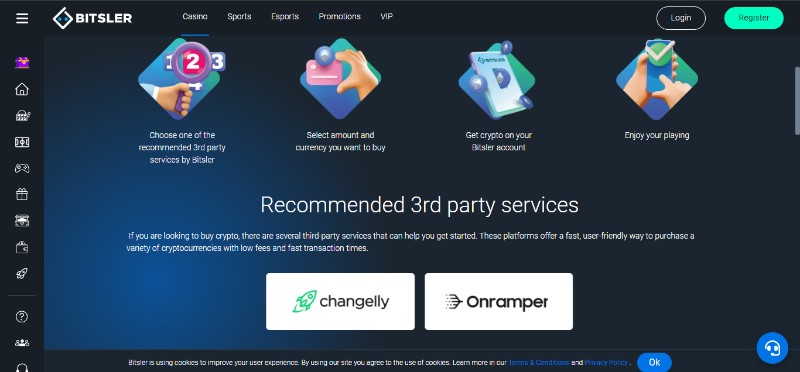 BITSLER
Casino
Sports
Esports
Promotions
VIP
Login
Register
1 2 3
4
BITSLER
Choose one of the
recommended 3rd party
services by Bitsler
Select amount and
currency you want to buy
Get crypto on your
Bitsler account
Enjoy your playing
Recommended 3rd party services
If you are looking to buy crypto, there are several third-party services that can help you get started. These platforms offer a fast, user-friendly way to purchase a
variety of cryptocurrencies with low fees and fast transaction times.
changelly
Onramper
Bitsler is using cookies to improve your user experience. By using our site you agree to the use of cookies. Learn more in our Terms & Conditions and Privacy Policy .
Ok